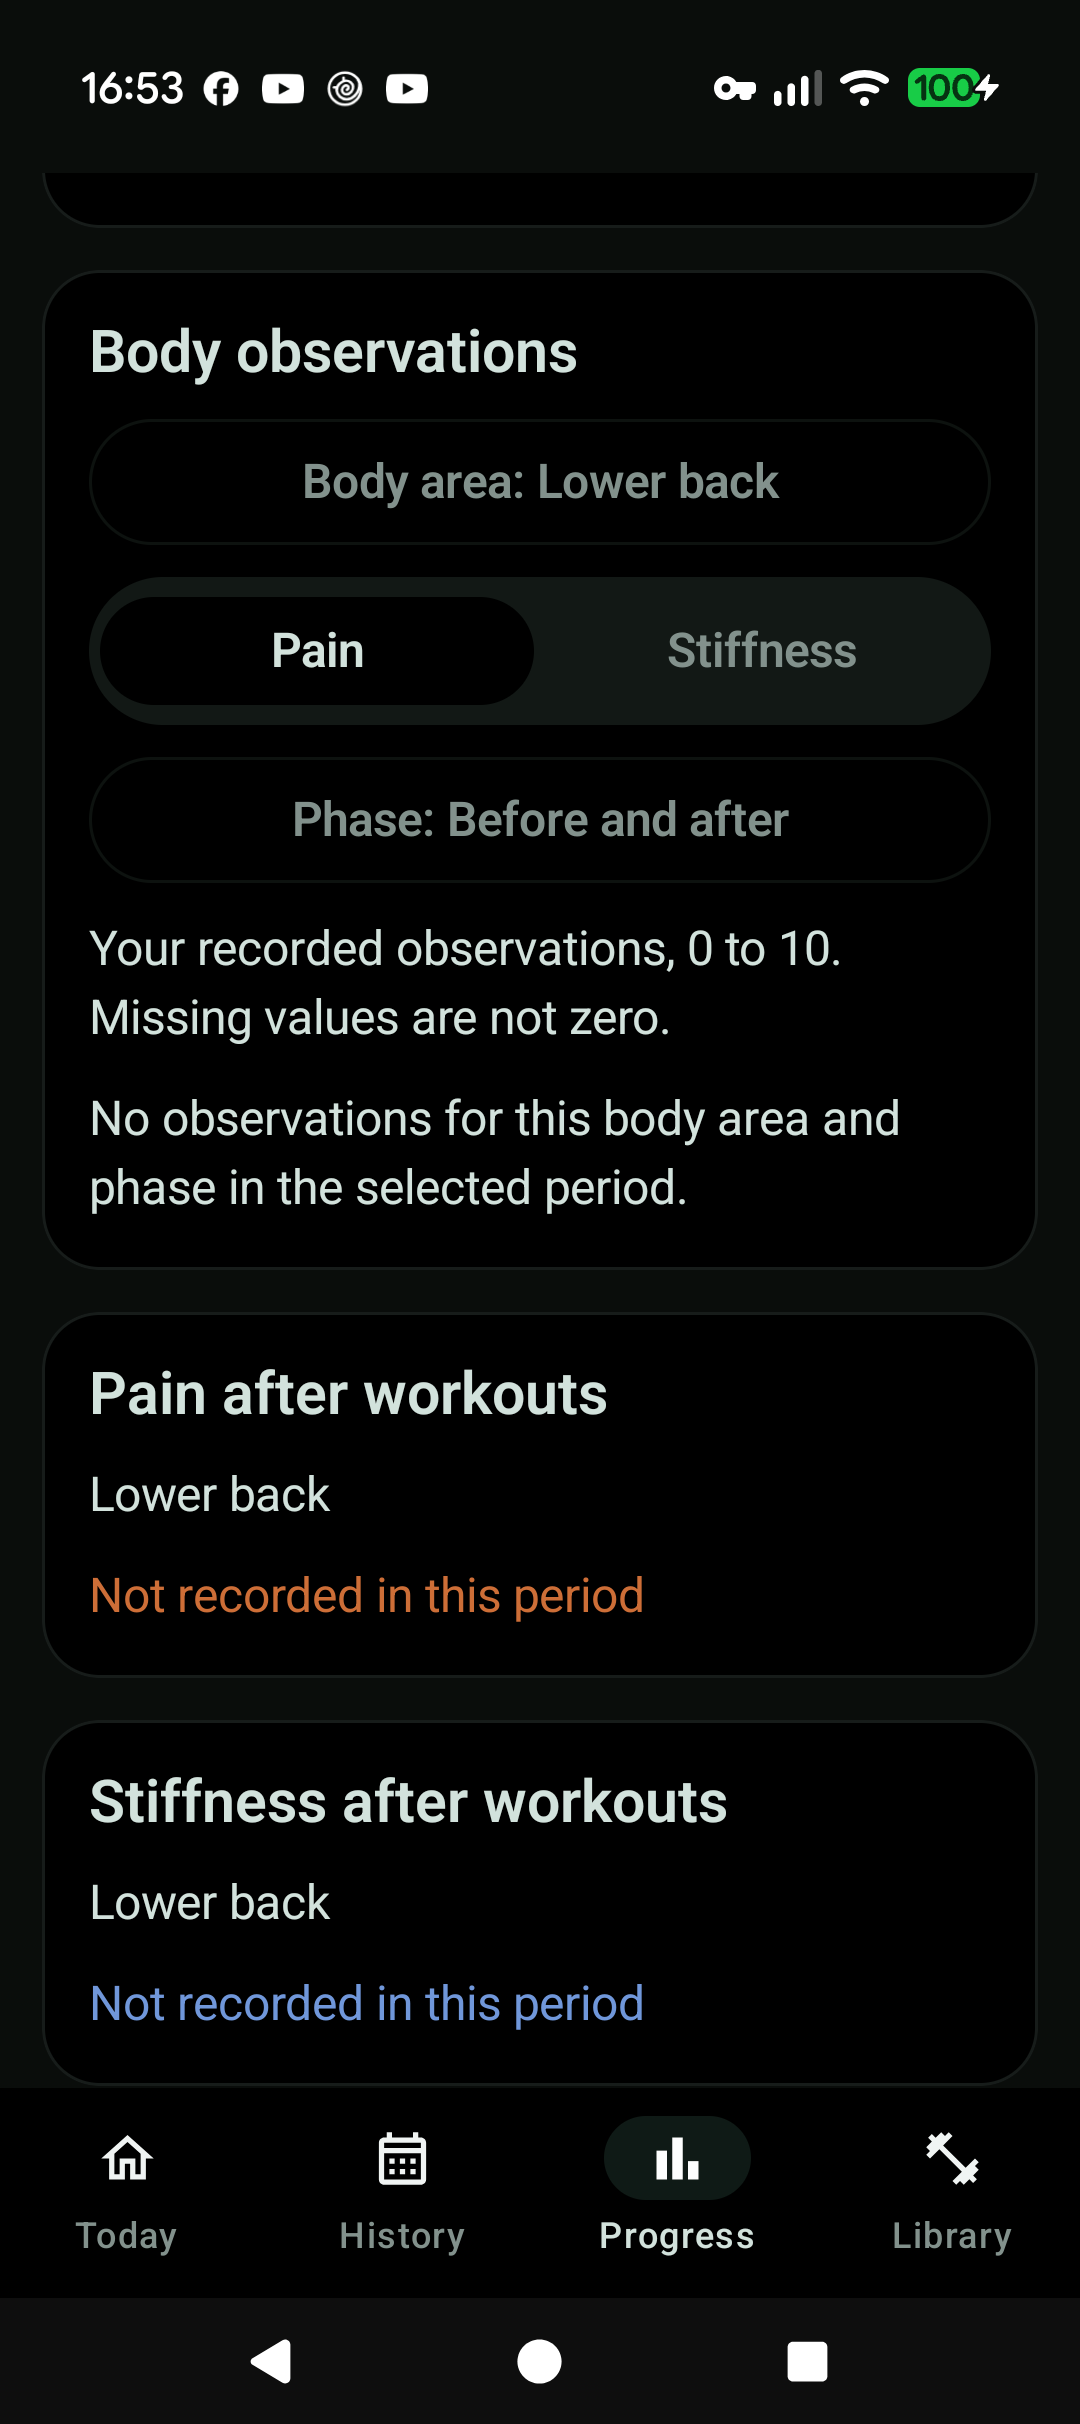 16:53
100
Body observations
Body area: Lower back
Pain
Stiffness
Phase: Before and after
Your recorded observations, 0 to 10.
Missing values are not zero.
No observations for this body area and
phase in the selected period.
Pain after workouts
Lower back
Not recorded in this period
Stiffness after workouts
Lower back
Not recorded in this period
Today
History
Progress
Library